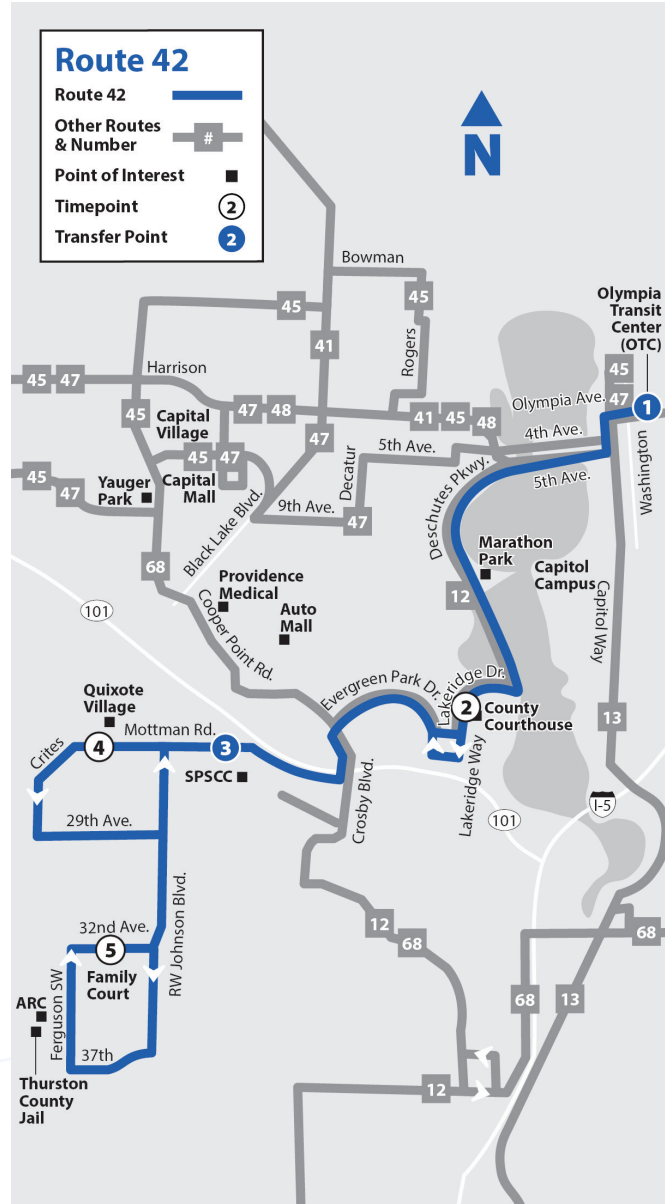 Route 42
Route 42
Other Routes
& Number
#
Point of Interest
Timepoint
2
Transfer Point
2
N
Bowman
45
45
41
Rogers
Olympia
Transit
Center
(OTC)
45
47
1
Olympia Ave.
Harrison
45
47
45
47
48
41
45
48
4th Ave.
Washington
Capital
Village
45
47
Capital
Mall
47
Decatur
5th Ave.
5th Ave.
45
47
Yauger
Park
Black Lake Blvd.
9th Ave.
47
Deschutes Pkwy.
Marathon
Park
Capitol
Campus
68
12
Providence
Medical
Auto
Mall
101
Cooper Point Rd.
Capitol Way
Evergreen Park Dr.
Lakeridge Dr.
2
County
Courthouse
Lakeridge Way
13
Quixote
Village
Crites
4
Mottman Rd.
3
SPSCC
Crosby Blvd.
101
I-5
29th Ave.
RW Johnson Blvd.
12
68
68
32nd Ave.
5
Family
Court
Ferguson SW
68
13
ARC
Thurston
County
Jail
37th
12